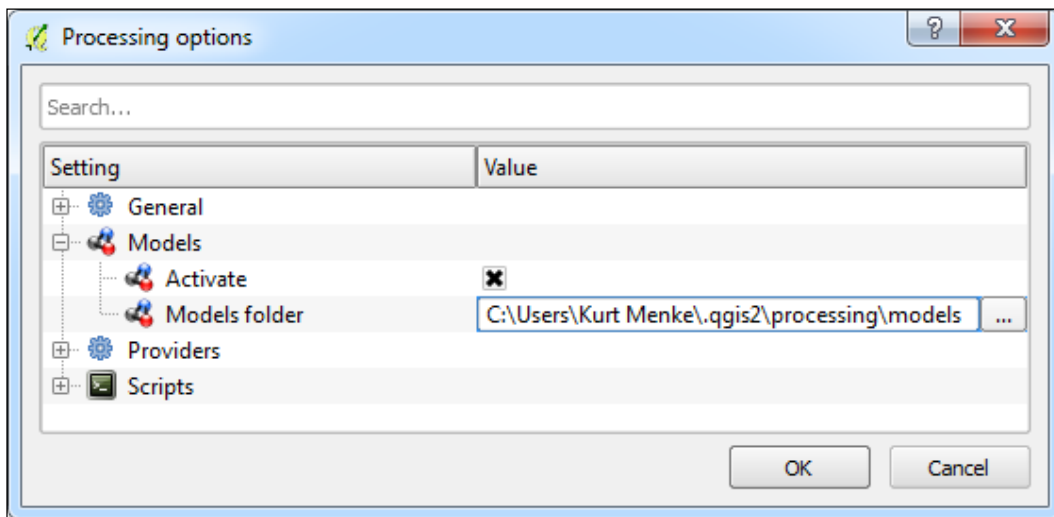 Processing options
Search...
Setting Value
General
Models
Activate
Models folder C:\Users\Kurt Menke\.qgis2\processing\models ...
Providers
Scripts
OK Cancel